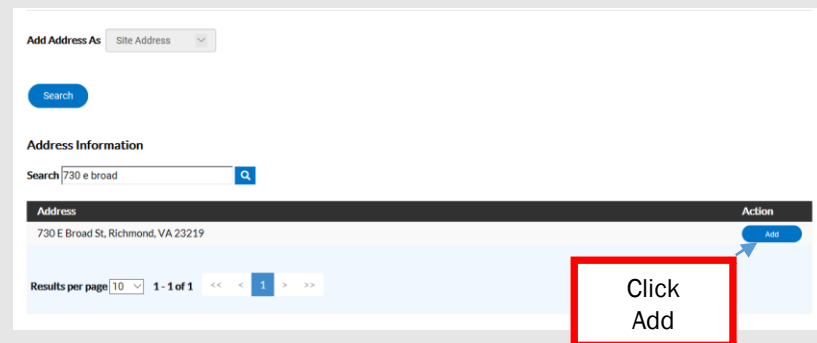 Add Address As Site Address
Search
Address Information
Search 730 e broad
Address Action
730 E Broad St, Richmond, VA 23219 Add
Results per page 10 1 - 1 of 1 << < 1 > >>
Click
Add